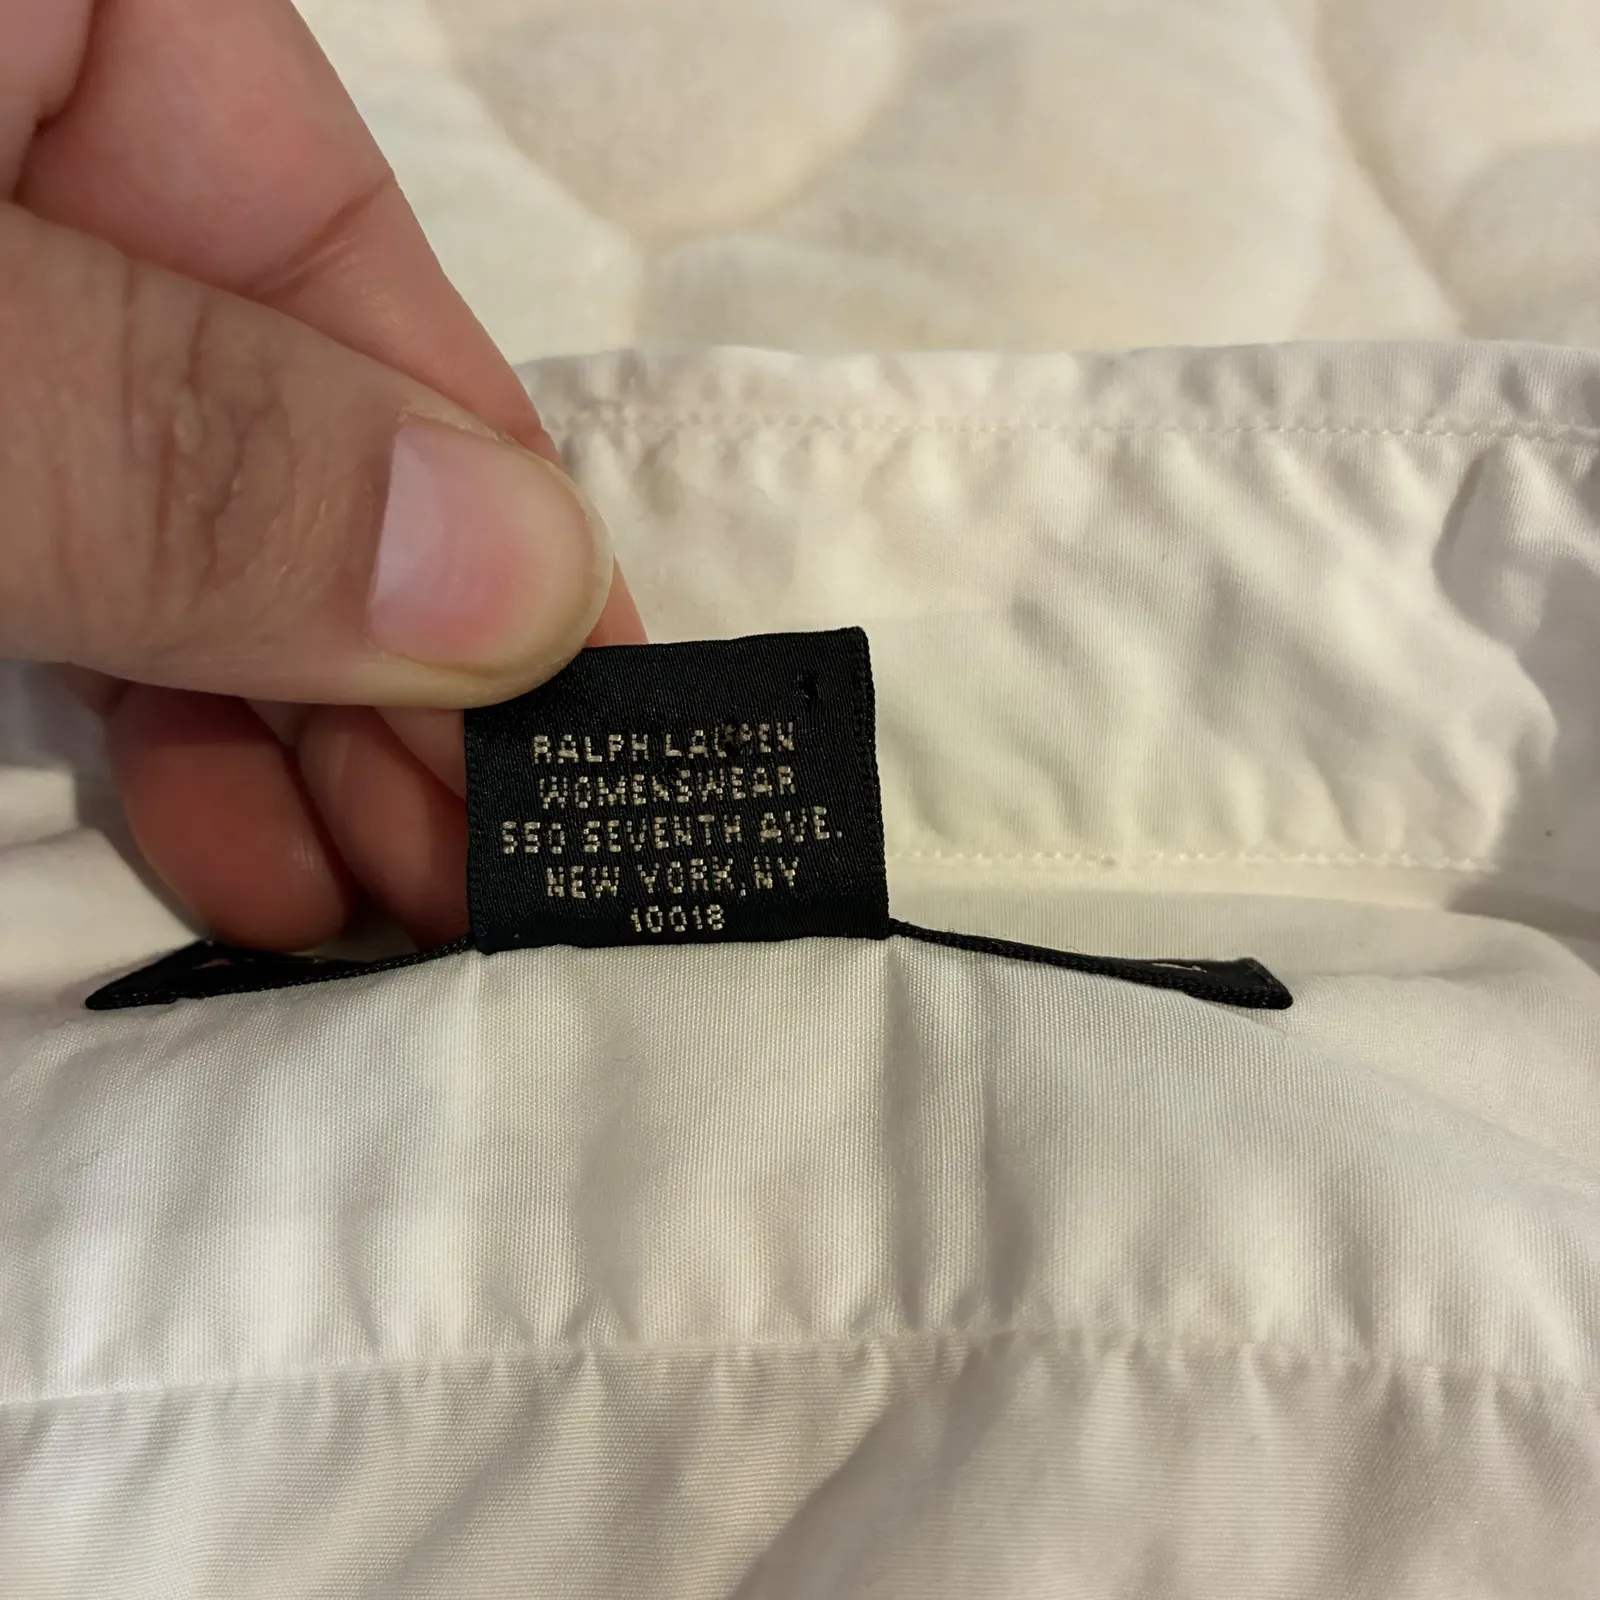 RALPH LAUREN
WOMENSWEAR
550 SEVENTH AVE.
NEW YORK, NY
10018